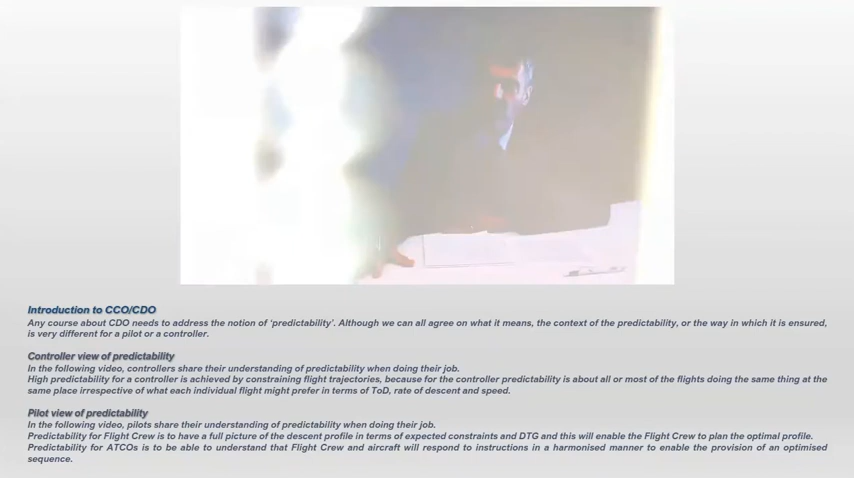 Introduction to CCO/CDO
Any course about CDO needs to address the notion of 'predictability'. Although we can all agree on what it means, the context of the predictability, or the way in which it is ensured,
is very different for a pilot or a controller.
Controller view of predictability
In the following video, controllers share their understanding of predictability when doing their job.
High predictability for a controller is achieved by constraining flight trajectories, because for the controller predictability is about all or most of the flights doing the same thing at the
same place irrespective of what each individual flight might prefer in terms of ToD, rate of descent and speed.
Pilot view of predictability
In the following video, pilots share their understanding of predictability when doing their job.
Predictability for Flight Crew is to have a full picture of the descent profile in terms of expected constraints and DTG and this will enable the Flight Crew to plan the optimal profile.
Predictability for ATCOs is to be able to understand that Flight Crew and aircraft will respond to instructions in a harmonised manner to enable the provision of an optimised
sequence.